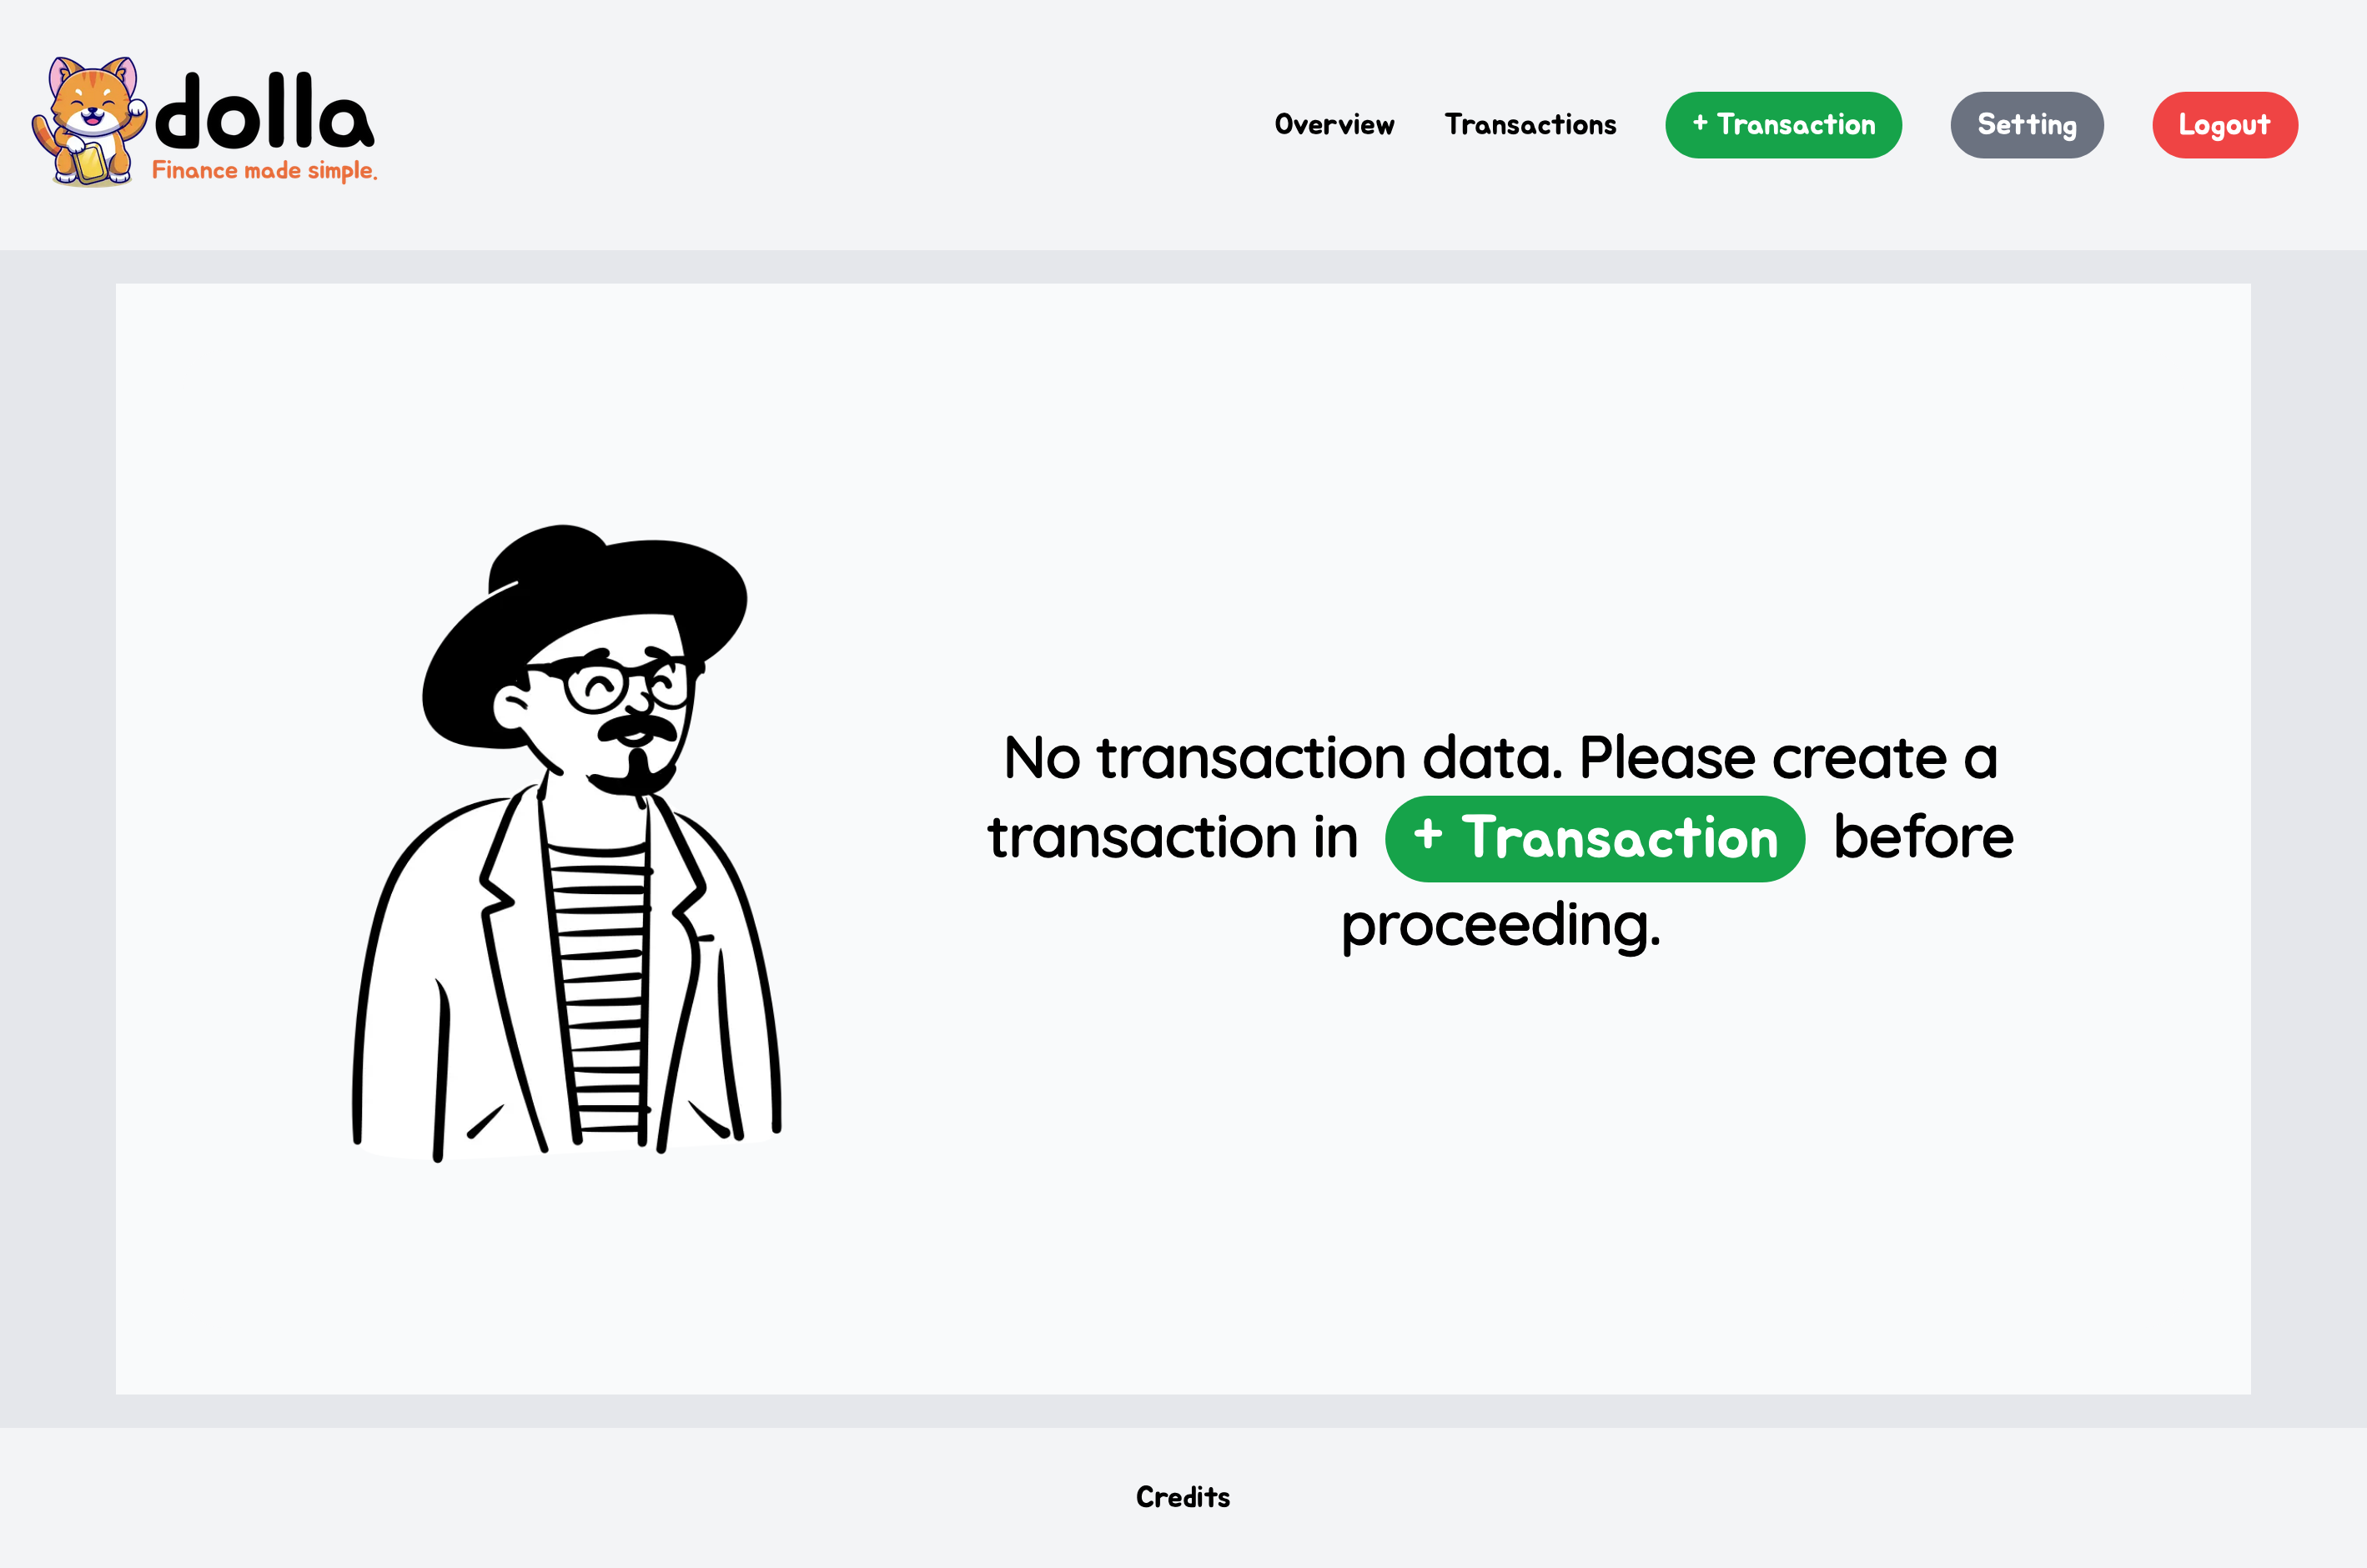 dolla
Finance made simple.
Overview Transactions + Transaction Setting Logout
No transaction data. Please create a
transaction in + Transaction before
proceeding.
Credits